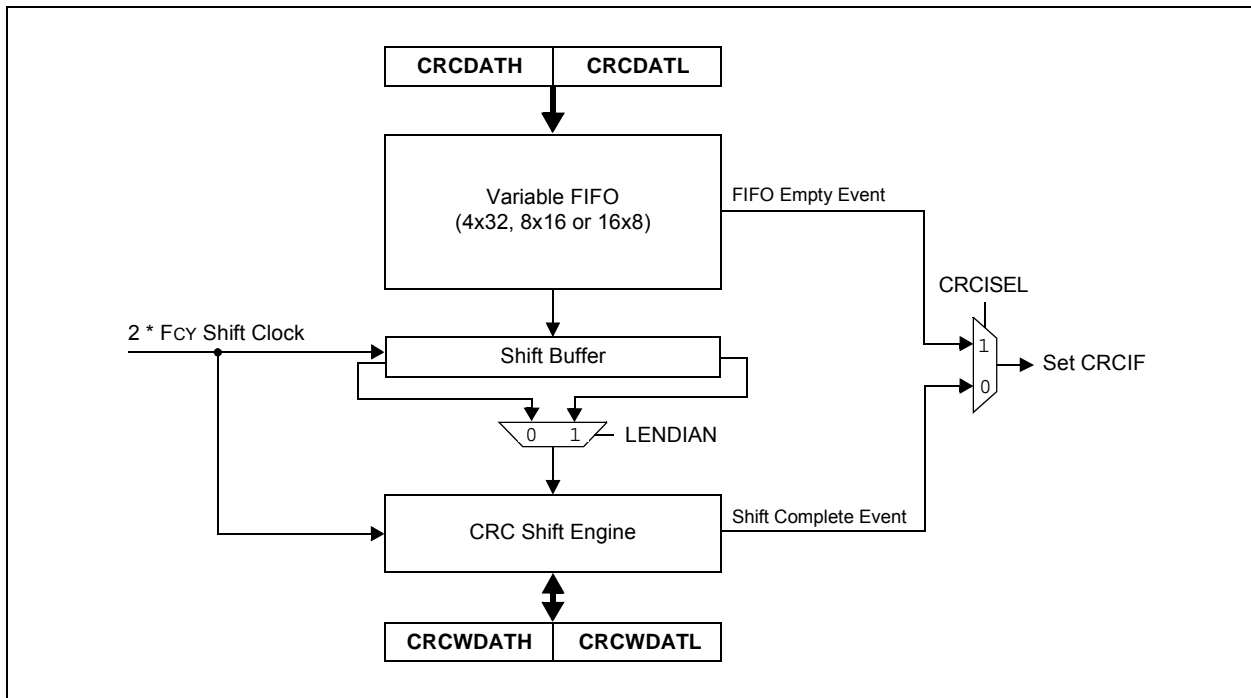 CRCDATH CRCDATL
Variable FIFO
(4x32, 8x16 or 16x8)
FIFO Empty Event
CRCISEL
2 * FCY Shift Clock
1
Shift Buffer
Set CRCIF
0
0 1
LENDIAN
Shift Complete Event
CRC Shift Engine
CRCWDATH CRCWDATL